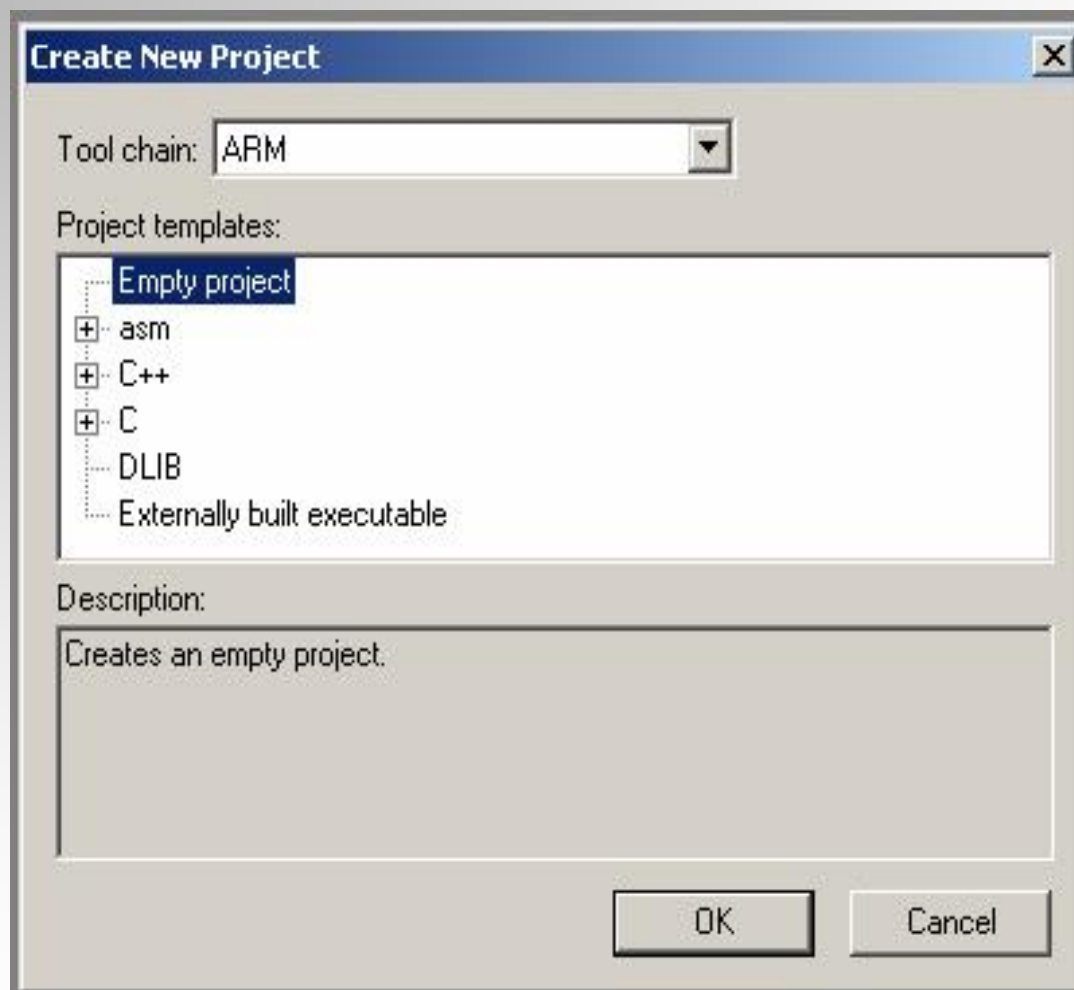 Create New Project
Tool chain: ARM
Project templates:
Empty project
asm
C++
C
DLIB
Externally built executable
Description:
Creates an empty project.
OK Cancel